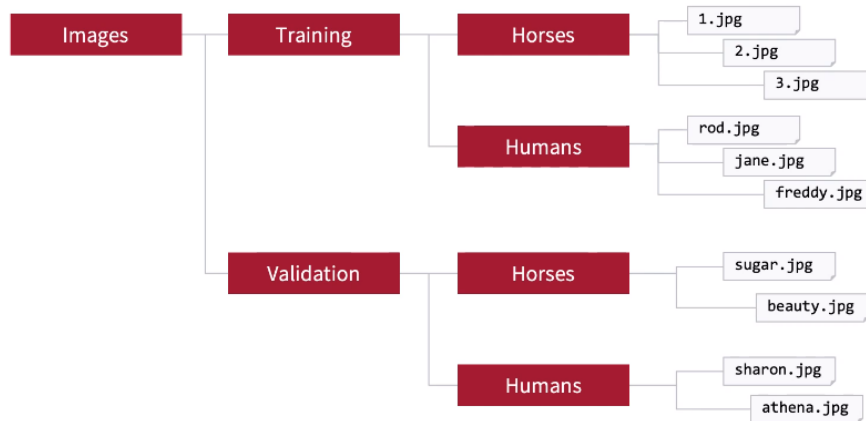 Images
Training
Horses
1.jpg
2.jpg
3.jpg
Humans
rod.jpg
jane.jpg
freddy.jpg
Validation
Horses
sugar.jpg
beauty.jpg
Humans
sharon.jpg
athena.jpg